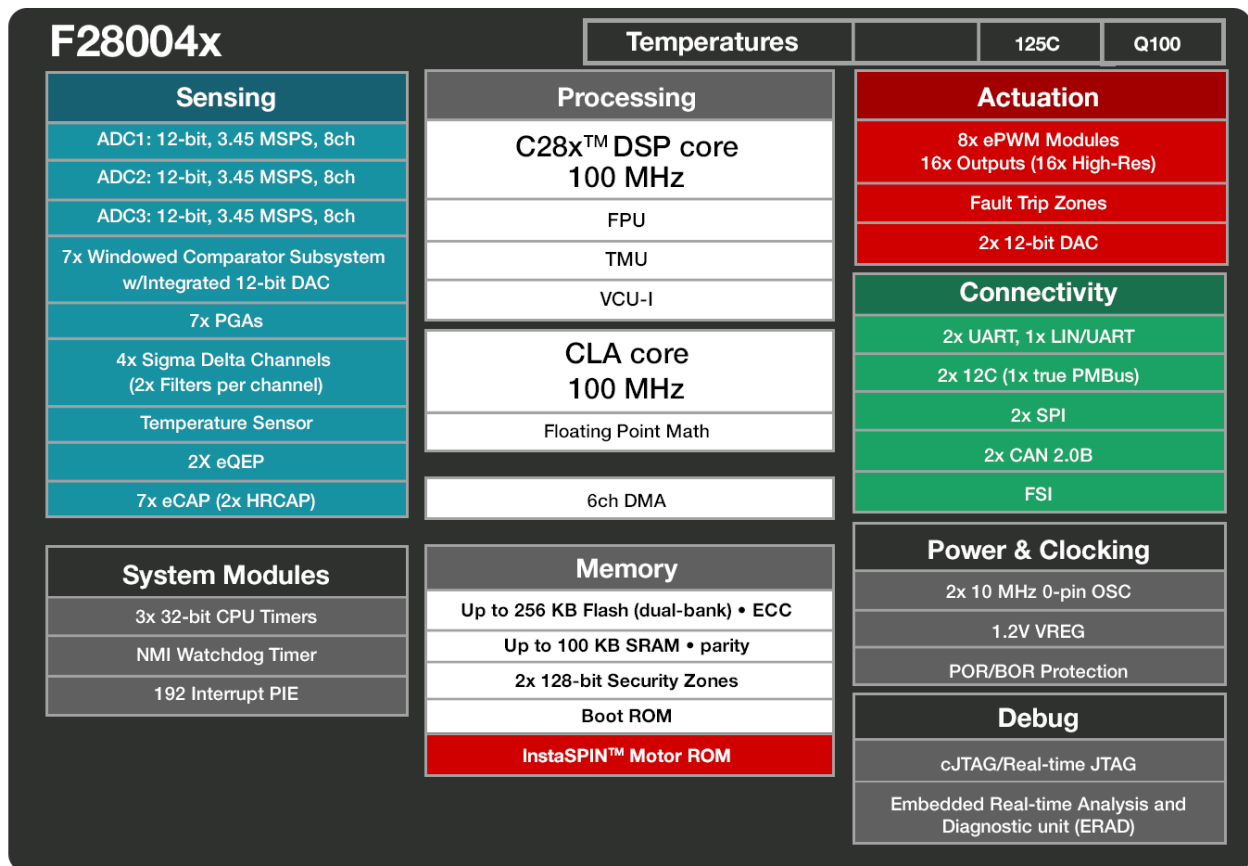 F28004x
Temperatures
125C
Q100
Sensing
ADC1: 12-bit, 3.45 MSPS, 8ch
ADC2: 12-bit, 3.45 MSPS, 8ch
ADC3: 12-bit, 3.45 MSPS, 8ch
7x Windowed Comparator Subsystem
w/Integrated 12-bit DAC
7x PGAs
4x Sigma Delta Channels
(2x Filters per channel)
Temperature Sensor
2X eQEP
7x eCAP (2x HRCAP)
System Modules
3x 32-bit CPU Timers
NMI Watchdog Timer
192 Interrupt PIE
Processing
C28x™ DSP core
100 MHz
FPU
TMU
VCU-I
CLA core
100 MHz
Floating Point Math
6ch DMA
Memory
Up to 256 KB Flash (dual-bank) • ECC
Up to 100 KB SRAM • parity
2x 128-bit Security Zones
Boot ROM
InstaSPIN™ Motor ROM
Actuation
8x ePWM Modules
16x Outputs (16x High-Res)
Fault Trip Zones
2x 12-bit DAC
Connectivity
2x UART, 1x LIN/UART
2x 12C (1x true PMBus)
2x SPI
2x CAN 2.0B
FSI
Power & Clocking
2x 10 MHz 0-pin OSC
1.2V VREG
POR/BOR Protection
Debug
cJTAG/Real-time JTAG
Embedded Real-time Analysis and
Diagnostic unit (ERAD)